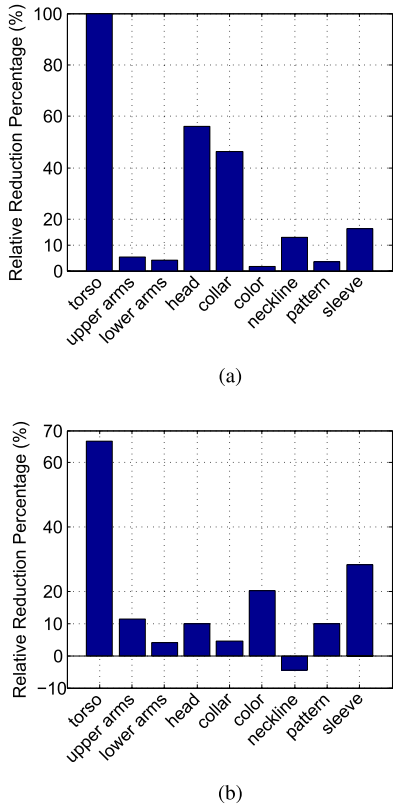 Relative Reduction Percentage (%)
100
80
60
40
20
10
0
torso
upper arms
lower arms
head
collar
color
neckline
pattern
sleeve
(a)
Relative Reduction Percentage (%)
70
60
40
20
10
0
−10
torso
upper arms
lower arms
head
collar
color
neckline
pattern
sleeve
(b)